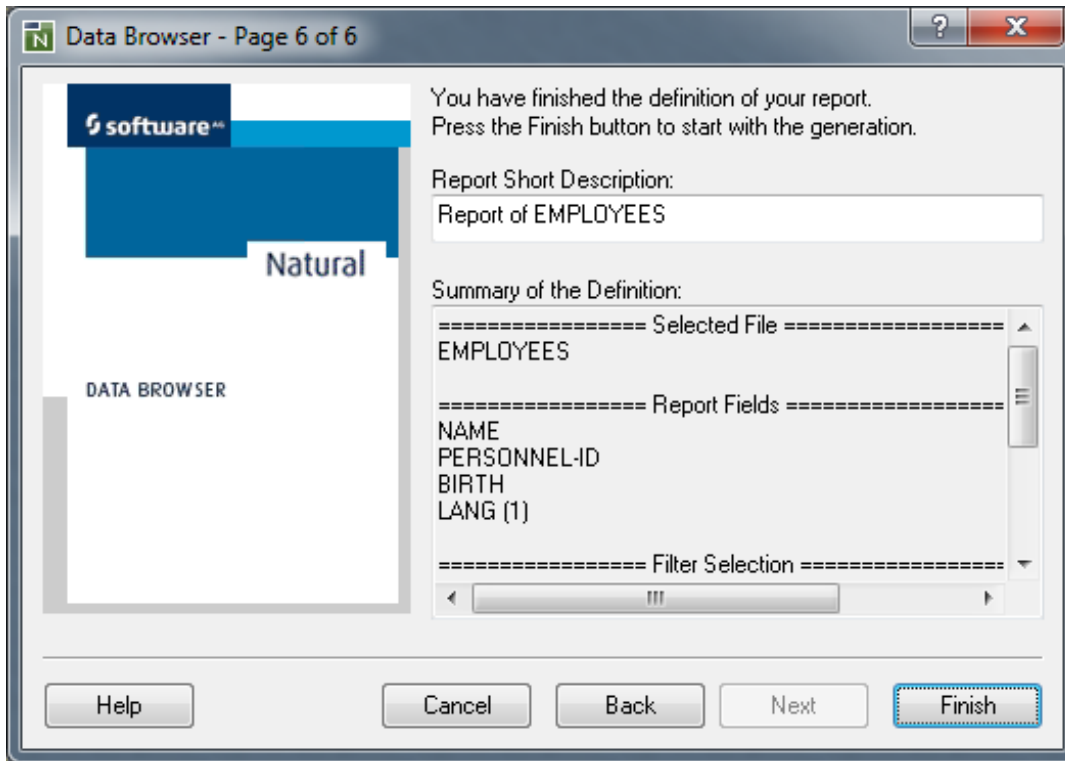 Data Browser - Page 6 of 6
software AG
Natural
DATA BROWSER
You have finished the definition of your report.
Press the Finish button to start with the generation.
Report Short Description:
Report of EMPLOYEES
Summary of the Definition:
================= Selected File ==================
EMPLOYEES
================= Report Fields ==================
NAME
PERSONNEL-ID
BIRTH
LANG (1)
================= Filter Selection =================
Help
Cancel
Back
Next
Finish